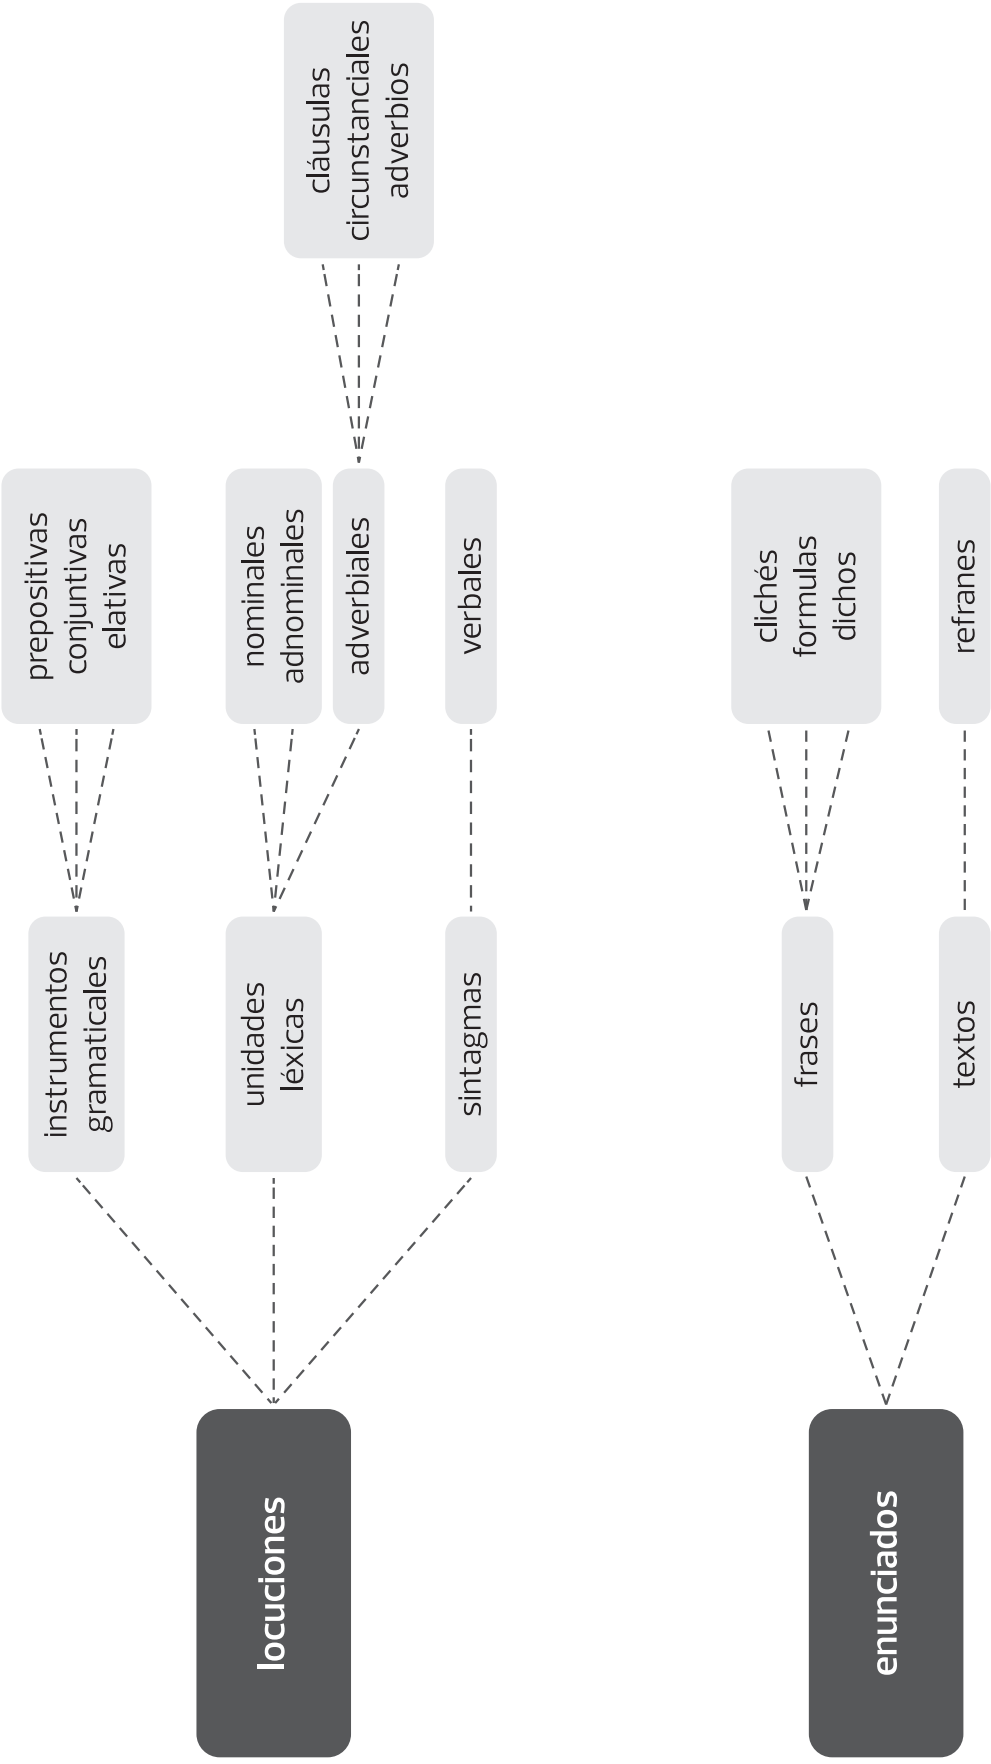 locuciones
instrumentos
gramaticales
prepositivas
conjuntivas
elativas
unidades
léxicas
nominales
adnominales
adverbiales
cláusulas
circunstanciales
adverbios
sintagmas
verbales
enunciados
frases
clichés
formulas
dichos
textos
refranes